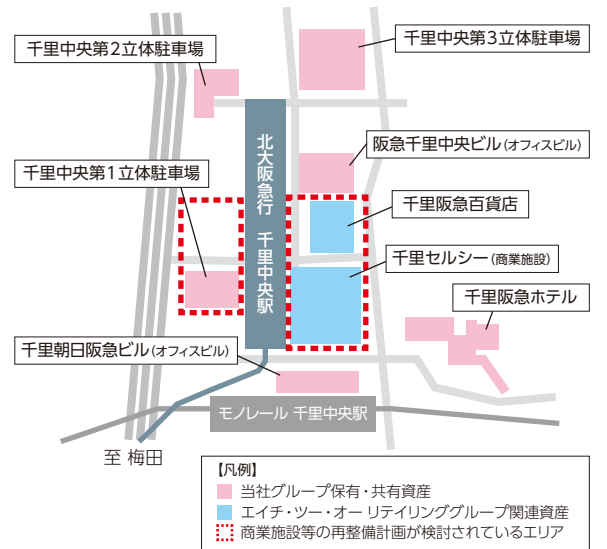 千里中央第2立体駐車場
千里中央第3立体駐車場
阪急千里中央ビル(オフィスビル)
千里中央第1立体駐車場
北大阪急行 千里中央駅
千里阪急百貨店
千里セルシー(商業施設)
千里阪急ホテル
千里朝日阪急ビル(オフィスビル)
モノレール 千里中央駅
至 梅田
【凡例】
当社グループ保有・共有資産
エイチ・ツー・オー リテイリンググループ関連資産
商業施設等の再整備計画が検討されているエリア